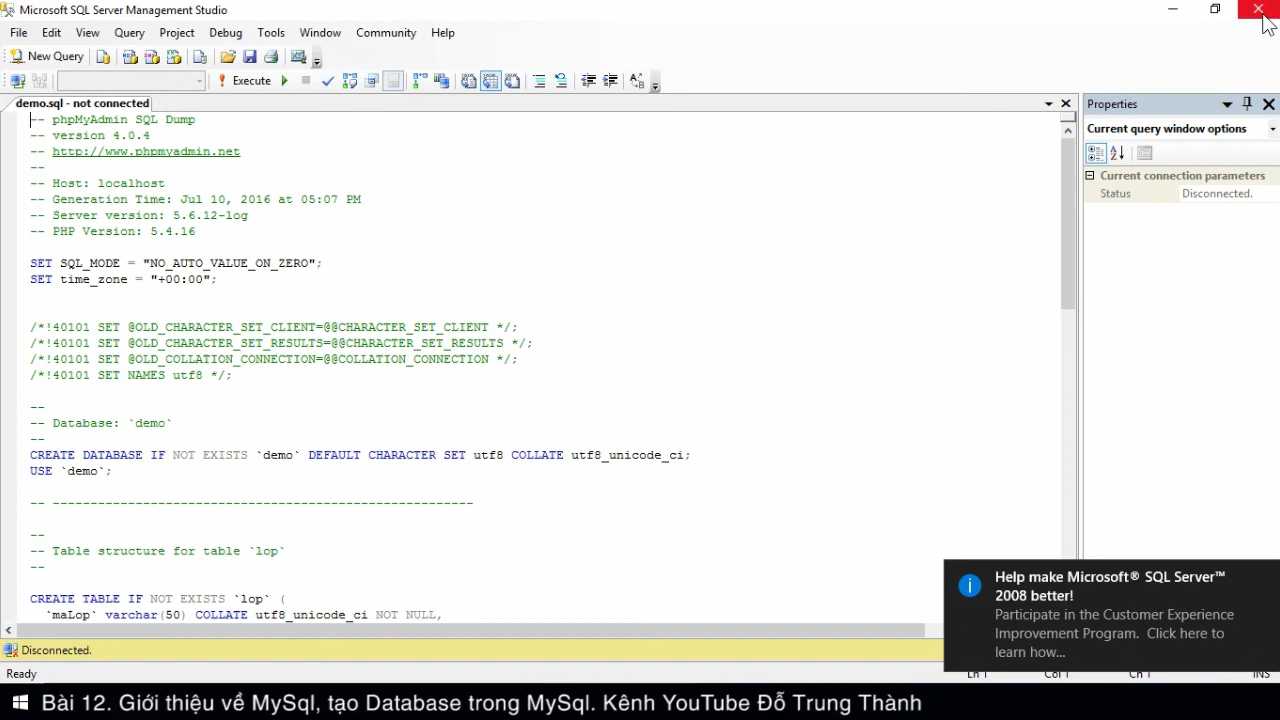 Microsoft SQL Server Management Studio
File Edit View Query Project Debug Tools Window Community Help
New Query
Execute
demo.sql - not connected
-- phpMyAdmin SQL Dump
-- version 4.0.4
-- http://www.phpmyadmin.net
--
-- Host: localhost
-- Generation Time: Jul 10, 2016 at 05:07 PM
-- Server version: 5.6.12-log
-- PHP Version: 5.4.16
SET SQL_MODE = "NO_AUTO_VALUE_ON_ZERO";
SET time_zone = "+00:00";
/*!40101 SET @OLD_CHARACTER_SET_CLIENT=@@CHARACTER_SET_CLIENT */;
/*!40101 SET @OLD_CHARACTER_SET_RESULTS=@@CHARACTER_SET_RESULTS */;
/*!40101 SET @OLD_COLLATION_CONNECTION=@@COLLATION_CONNECTION */;
/*!40101 SET NAMES utf8 */;
--
-- Database: `demo`
--
CREATE DATABASE IF NOT EXISTS `demo` DEFAULT CHARACTER SET utf8 COLLATE utf8_unicode_ci;
USE `demo`;
-- --------------------------------------------------------
--
-- Table structure for table `lop`
--
CREATE TABLE IF NOT EXISTS `lop` (
`maLop` varchar(50) COLLATE utf8_unicode_ci NOT NULL,
Properties
Current query window options
Current connection parameters
Status Disconnected.
Help make Microsoft® SQL Server™
2008 better!
Participate in the Customer Experience
Improvement Program. Click here to
learn how...
Disconnected.
Ready Ln 1 Col 1 Ch 1 INS
Bài 12. Giới thiệu về MySql, tạo Database trong MySql. Kênh YouTube Đỗ Trung Thành